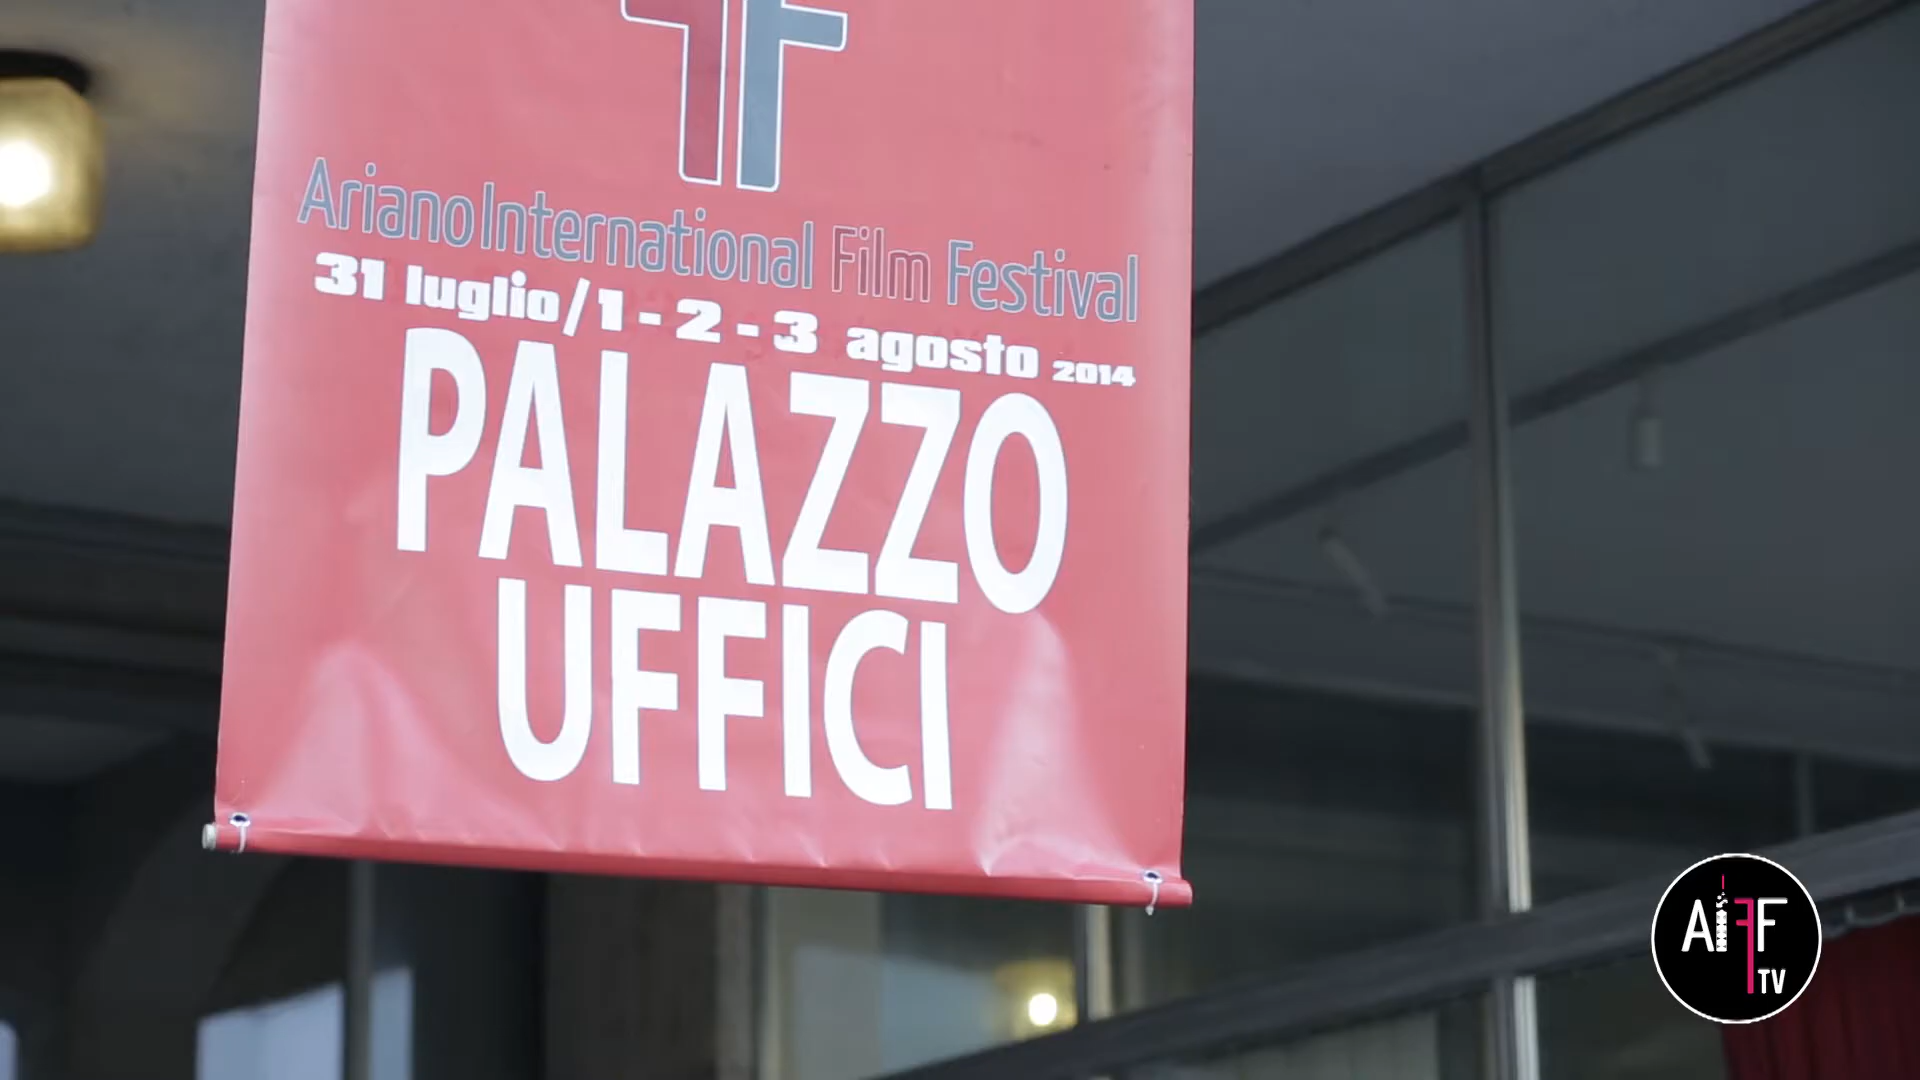 Ariano International Film Festival
31 luglio/1 - 2 - 3 agosto 2014
PALAZZO
UFFICI
AiFF
TV